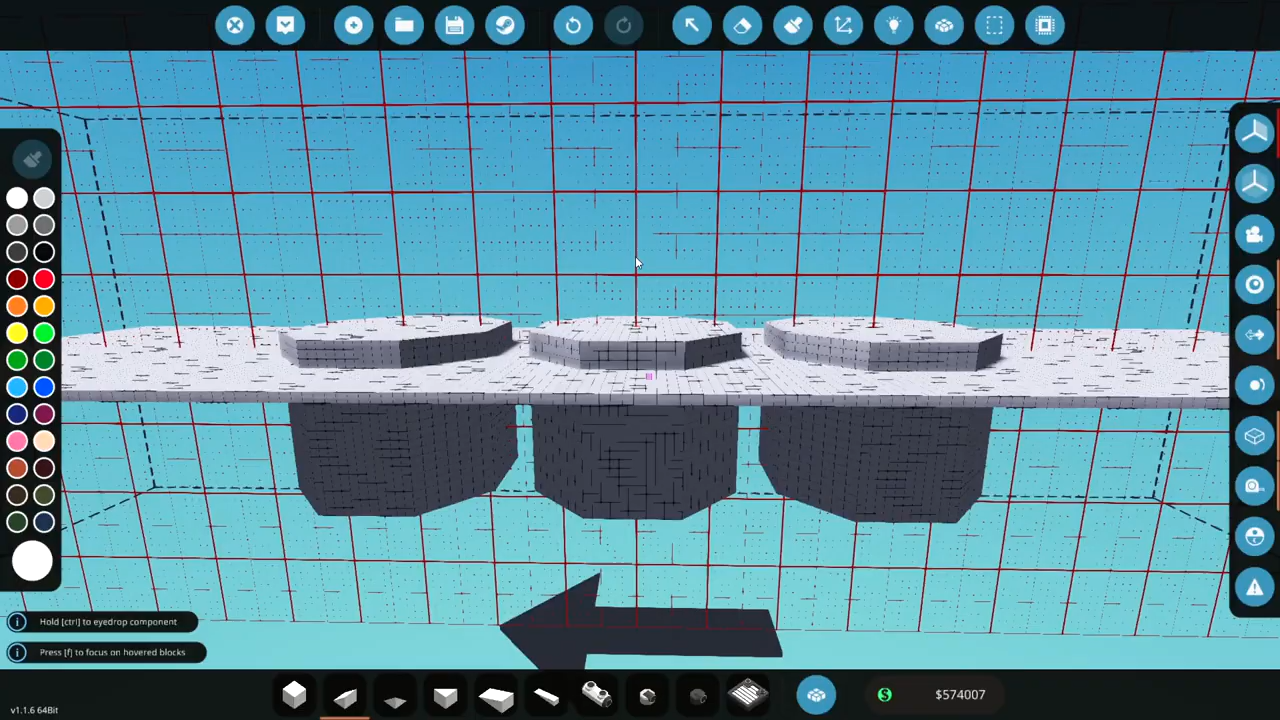 Hold [ctrl] to eyedrop component
Press [f] to focus on hovered blocks
v1.1.6 64Bit
$ $574007